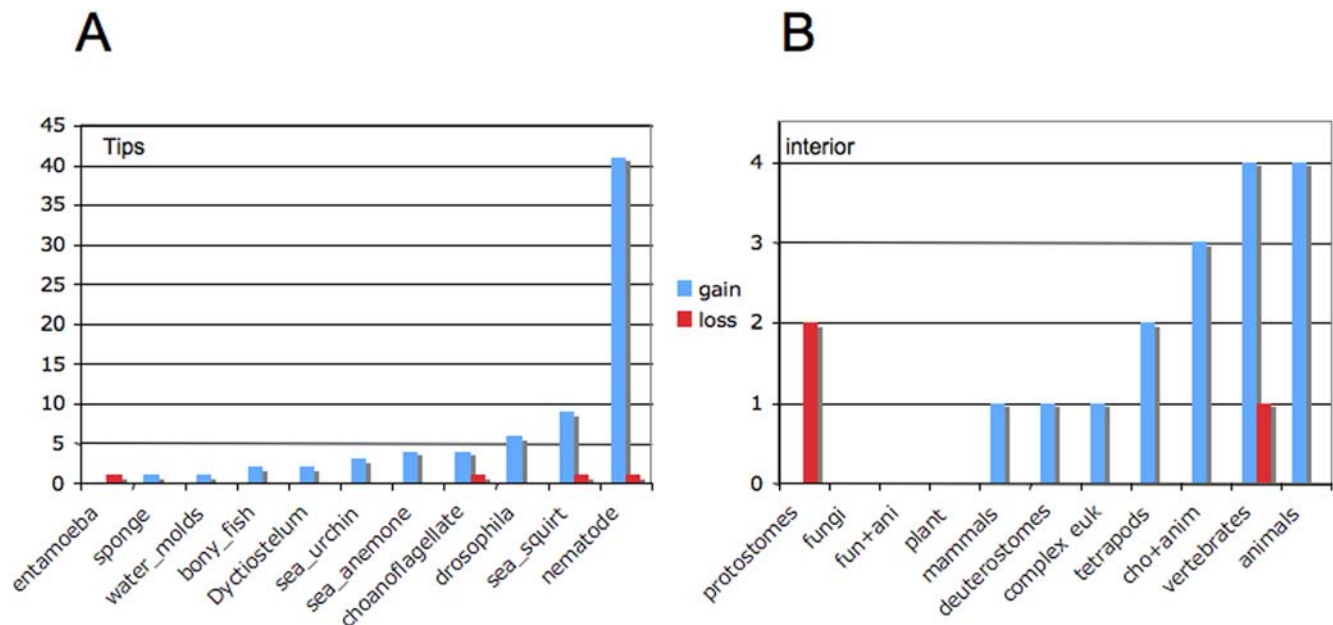 A
B
Tips
45
40
35
30
25
20
15
10
5
0
entamoeba
sponge
water_molds
bony_fish
Dyctiostelum
sea_urchin
sea_anemone
choanoflagellate
drosophila
sea_squirt
nematode
gain
loss
interior
4
3
2
1
0
protostomes
fungi
fun+ani
plant
mammals
deuterostomes
complex_euk
tetrapods
cho+anim
vertebrates
animals